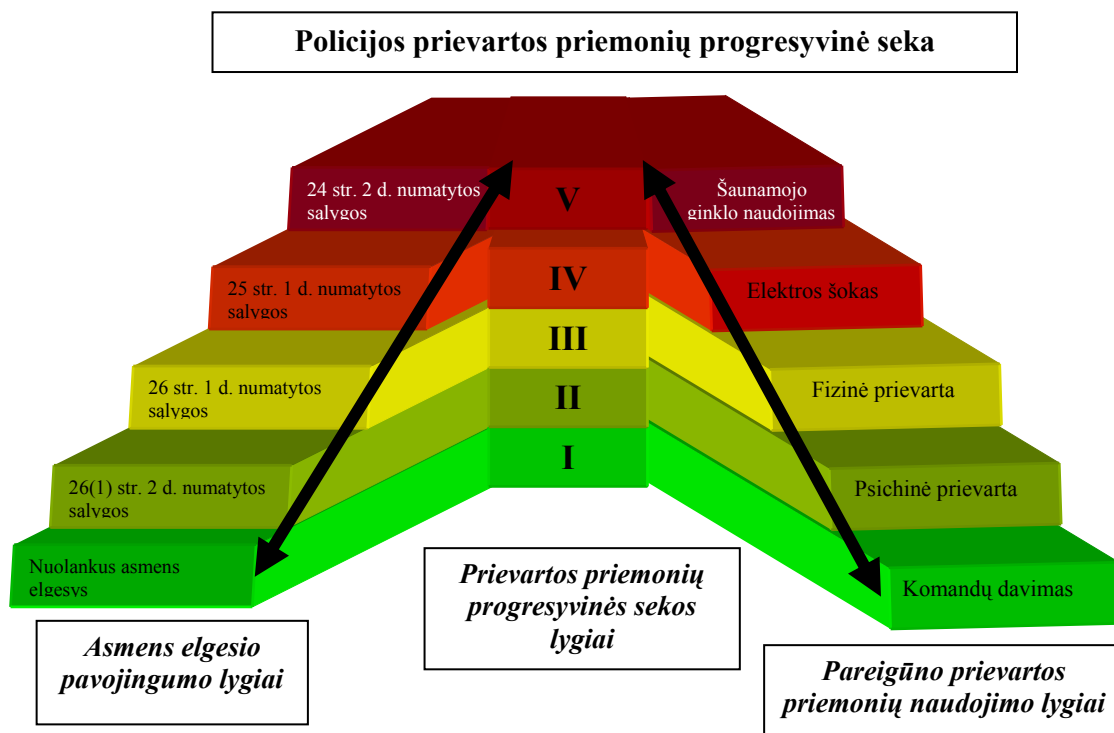 Policijos prievartos priemonių progresyvinė seka
24 str. 2 d. numatytos
sąlygos
V
Šaunamojo
ginklo naudojimas
25 str. 1 d. numatytos
sąlygos
IV
Elektros šokas
26 str. 1 d. numatytos
sąlygos
III
Fizinė prievarta
26(1) str. 2 d. numatytos
sąlygos
II
Psichinė prievarta
Nuolankus asmens
elgesys
I
Komandų davimas
Asmens elgesio
pavojingumo lygiai
Prievartos priemonių
progresyvinės sekos
lygiai
Pareigūno prievartos
priemonių naudojimo lygiai